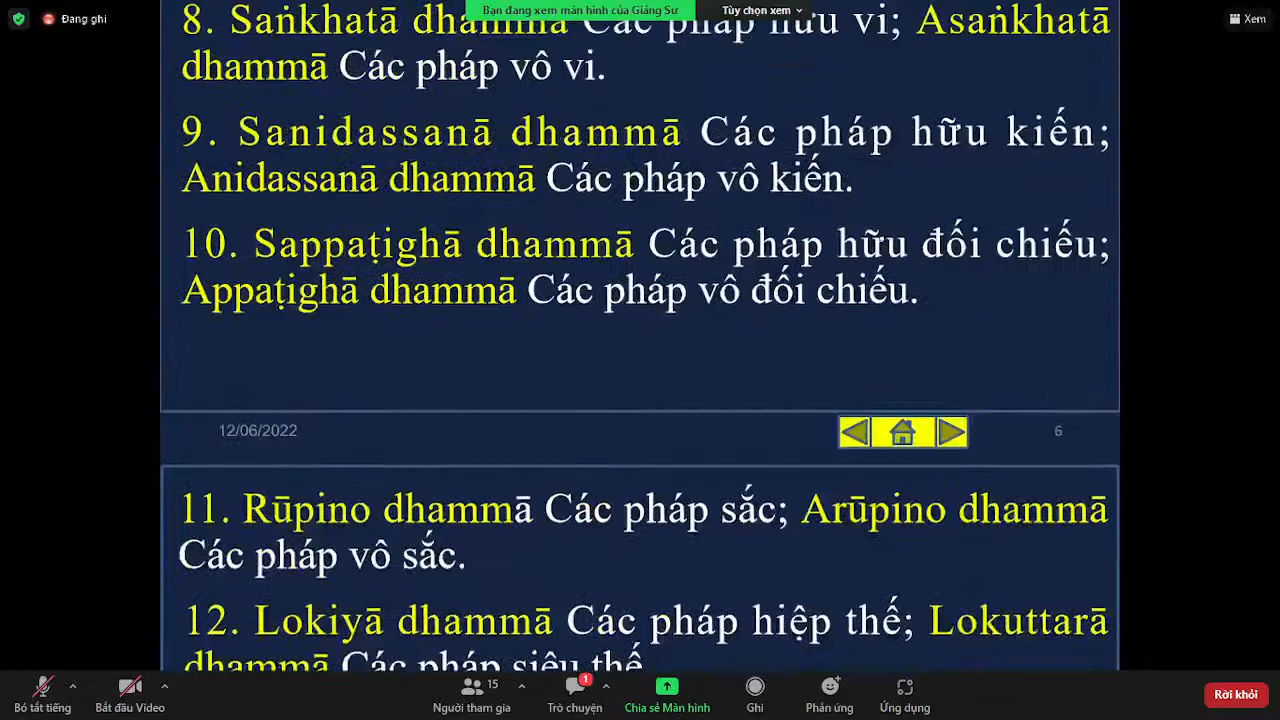 Đang ghi
Bạn đang xem màn hình của Giảng Sư
Tùy chọn xem
Xem
8. Saṅkhatā dhammā Các pháp hữu vi; Asaṅkhatā
dhammā Các pháp vô vi.
9. Sanidassanā dhammā Các pháp hữu kiến;
Anidassanā dhammā Các pháp vô kiến.
10. Sappaṭighā dhammā Các pháp hữu đối chiếu;
Appaṭighā dhammā Các pháp vô đối chiếu.
12/06/2022
6
11. Rūpino dhammā Các pháp sắc; Arūpino dhammā
Các pháp vô sắc.
12. Lokiyā dhammā Các pháp hiệp thế; Lokuttarā
dhammā Các pháp siêu thế
15
1
Bỏ tắt tiếng
Bắt đầu Video
Người tham gia
Trò chuyện
Chia sẻ Màn hình
Ghi
Phản ứng
Ứng dụng
Rời khỏi